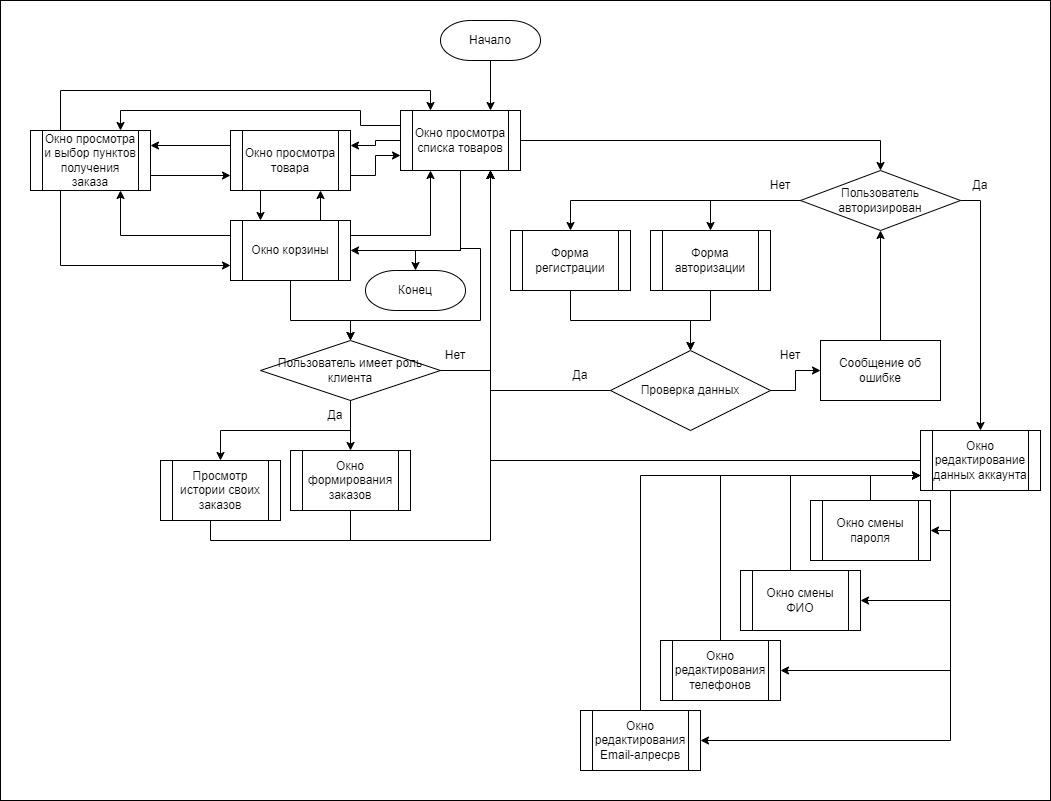 Начало
Окно просмотра
и выбор пунктов
получения
заказа
Окно просмотра
товара
Окно просмотра
списка товаров
Окно корзины
Конец
Пользователь имеет роль
клиента
Нет
Да
Просмотр
истории своих
заказов
Окно
формирования
заказов
Нет
Пользователь
авторизирован
Да
Форма
регистрации
Форма
авторизации
Да
Проверка данных
Нет
Сообщение об
ошибке
Окно
редактирование
данных аккаунта
Окно смены
пароля
Окно смены
ФИО
Окно
редактирования
телефонов
Окно
редактирования
Email-алресрв